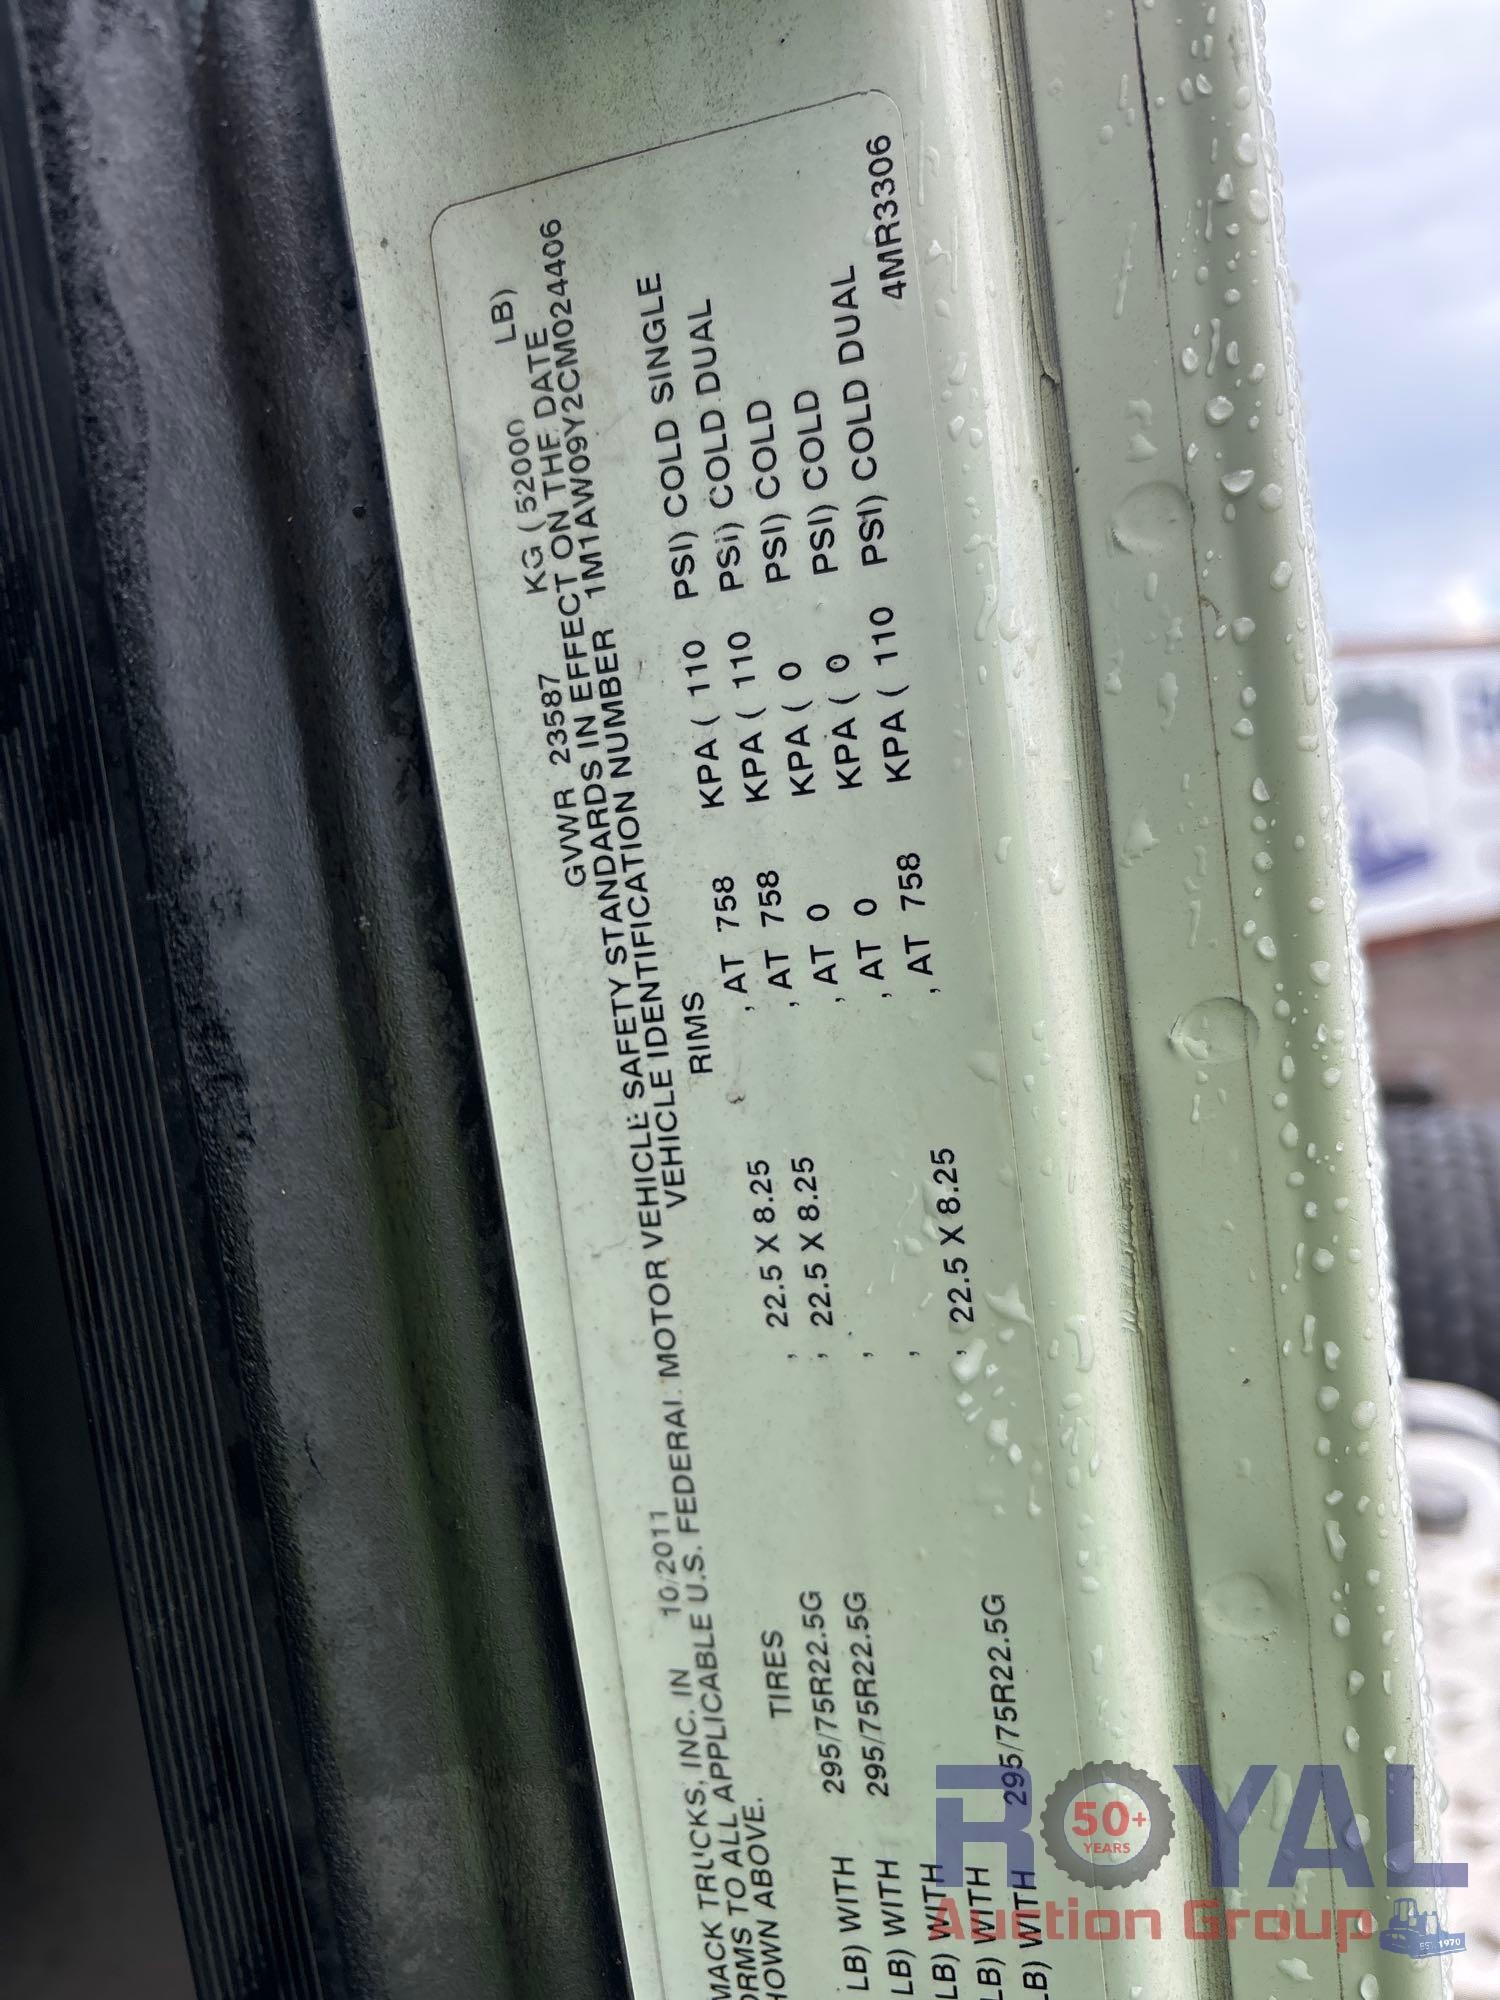 MACK TRUCKS, INC. IN 10/2011 GVWR 23587 KG ( 52000 LB)
ORMS TO ALL APPLICABLE U.S. FEDERAL MOTOR VEHICLE SAFETY STANDARDS IN EFFECT ON THE DATE
HOWN ABOVE. VEHICLE IDENTIFICATION NUMBER 1M1AW09Y2CM024406
TIRES RIMS
LB) WITH 295/75R22.5G , 22.5 X 8.25 , AT 758 KPA ( 110 PSI) COLD SINGLE
LB) WITH 295/75R22.5G , 22.5 X 8.25 , AT 758 KPA ( 110 PSI) COLD DUAL
LB) WITH , , AT 0 KPA ( 0 PSI) COLD
LB) WITH , , AT 0 KPA ( 0 PSI) COLD
LB) WITH 295/75R22.5G , 22.5 X 8.25 , AT 758 KPA ( 110 PSI) COLD DUAL
4MR3306
ROYAL
50+
YEARS
Auction Group
EST. 1970